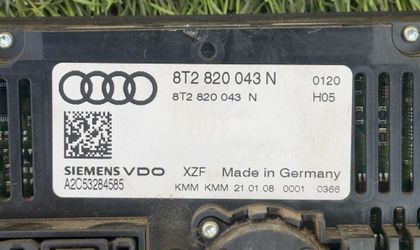 8T2 820 043 N 0120
8T2 820 043 N H05
SIEMENS VDO XZF Made in Germany
A2C53284585 KMM KMM 21.01.08 0001 0366